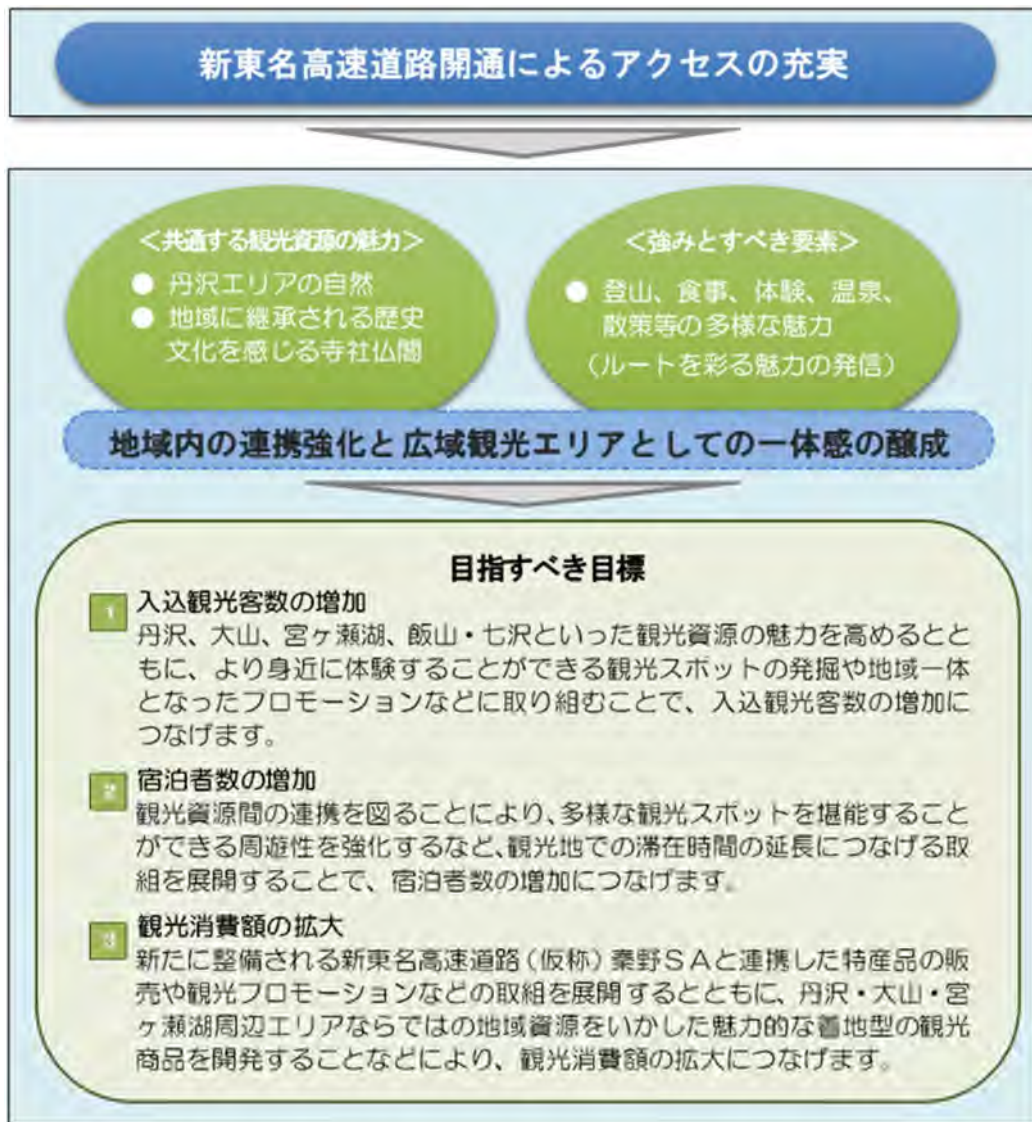 新東名高速道路開通によるアクセスの充実
＜共通する観光資源の魅力＞
● 丹沢エリアの自然
● 地域に継承される歴史
文化を感じる寺社仏閣
＜強みとすべき要素＞
● 登山、食事、体験、温泉、
散策等の多様な魅力
（ルートを彩る魅力の発信）
地域内の連携強化と広域観光エリアとしての一体感の醸成
目指すべき目標
1 入込観光客数の増加
丹沢、大山、宮ヶ瀬湖、飯山・七沢といった観光資源の魅力を高めるとと
もに、より身近に体験することができる観光スポットの発掘や地域一体
となったプロモーションなどに取り組むことで、入込観光客数の増加に
つなげます。
2 宿泊者数の増加
観光資源間の連携を図ることにより、多様な観光スポットを堪能すること
ができる周遊性を強化するなど、観光地での滞在時間の延長につなげる取
組を展開することで、宿泊者数の増加につなげます。
3 観光消費額の拡大
新たに整備される新東名高速道路（仮称）秦野ＳＡと連携した特産品の販
売や観光プロモーションなどの取組を展開するとともに、丹沢・大山・宮
ヶ瀬湖周辺エリアならではの地域資源をいかした魅力的な着地型の観光
商品を開発することなどにより、観光消費額の拡大につなげます。